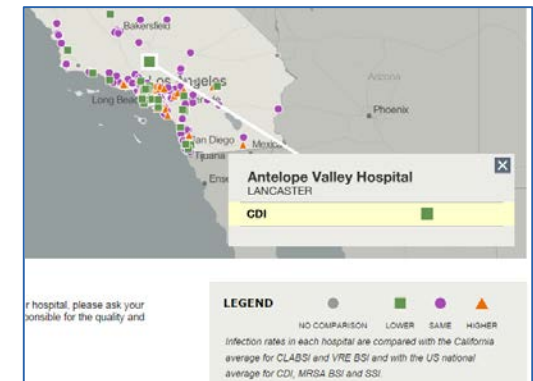 Bakersfield
Los Angeles
Long Beach
Arizona
Phoenix
San Diego
Mexicali
Tijuana
Ense
Antelope Valley Hospital
LANCASTER
CDI
r hospital, please ask your
ponsible for the quality and
LEGEND
NO COMPARISON LOWER SAME HIGHER
Infection rates in each hospital are compared with the California
average for CLABSI and VRE BSI and with the US national
average for CDI, MRSA BSI and SSI.